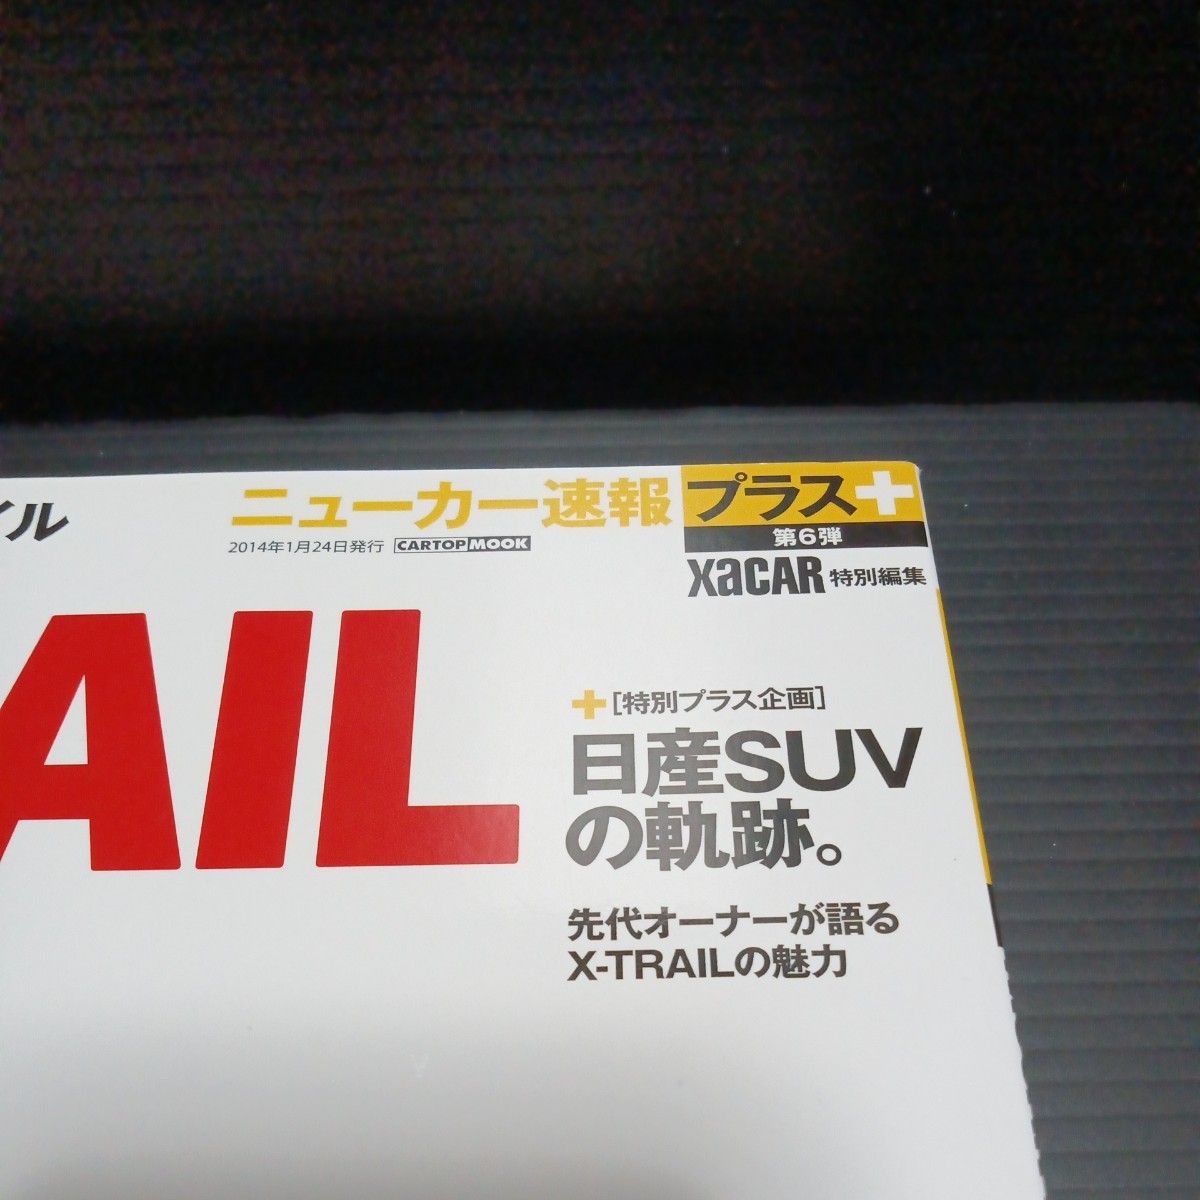 イル
ニューカー速報プラス+
第6弾
2014年1月24日発行 CARTOPMOOK
XaCAR 特別編集
AIL
+[特別プラス企画]
日産SUV
の軌跡。
先代オーナーが語る
X-TRAILの魅力